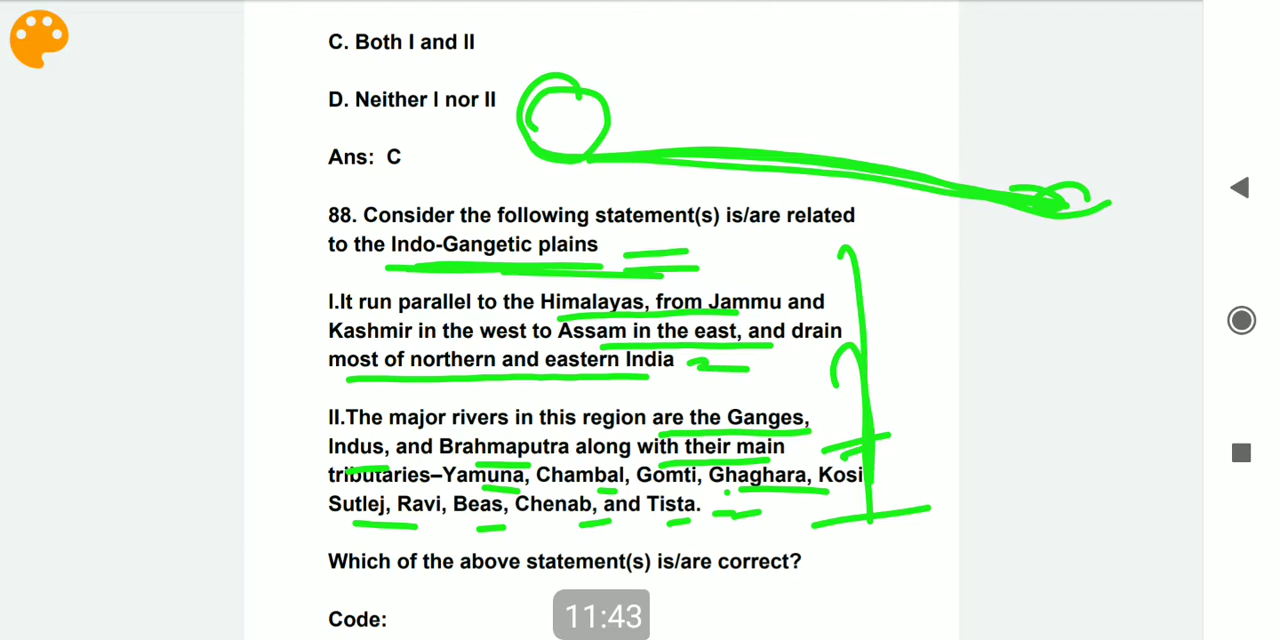 C. Both I and II
D. Neither I nor II
Ans: C
88. Consider the following statement(s) is/are related
to the Indo-Gangetic plains
I.It run parallel to the Himalayas, from Jammu and
Kashmir in the west to Assam in the east, and drain
most of northern and eastern India
II.The major rivers in this region are the Ganges,
Indus, and Brahmaputra along with their main
tributaries–Yamuna, Chambal, Gomti, Ghaghara, Kosi
Sutlej, Ravi, Beas, Chenab, and Tista.
Which of the above statement(s) is/are correct?
Code:
11:43